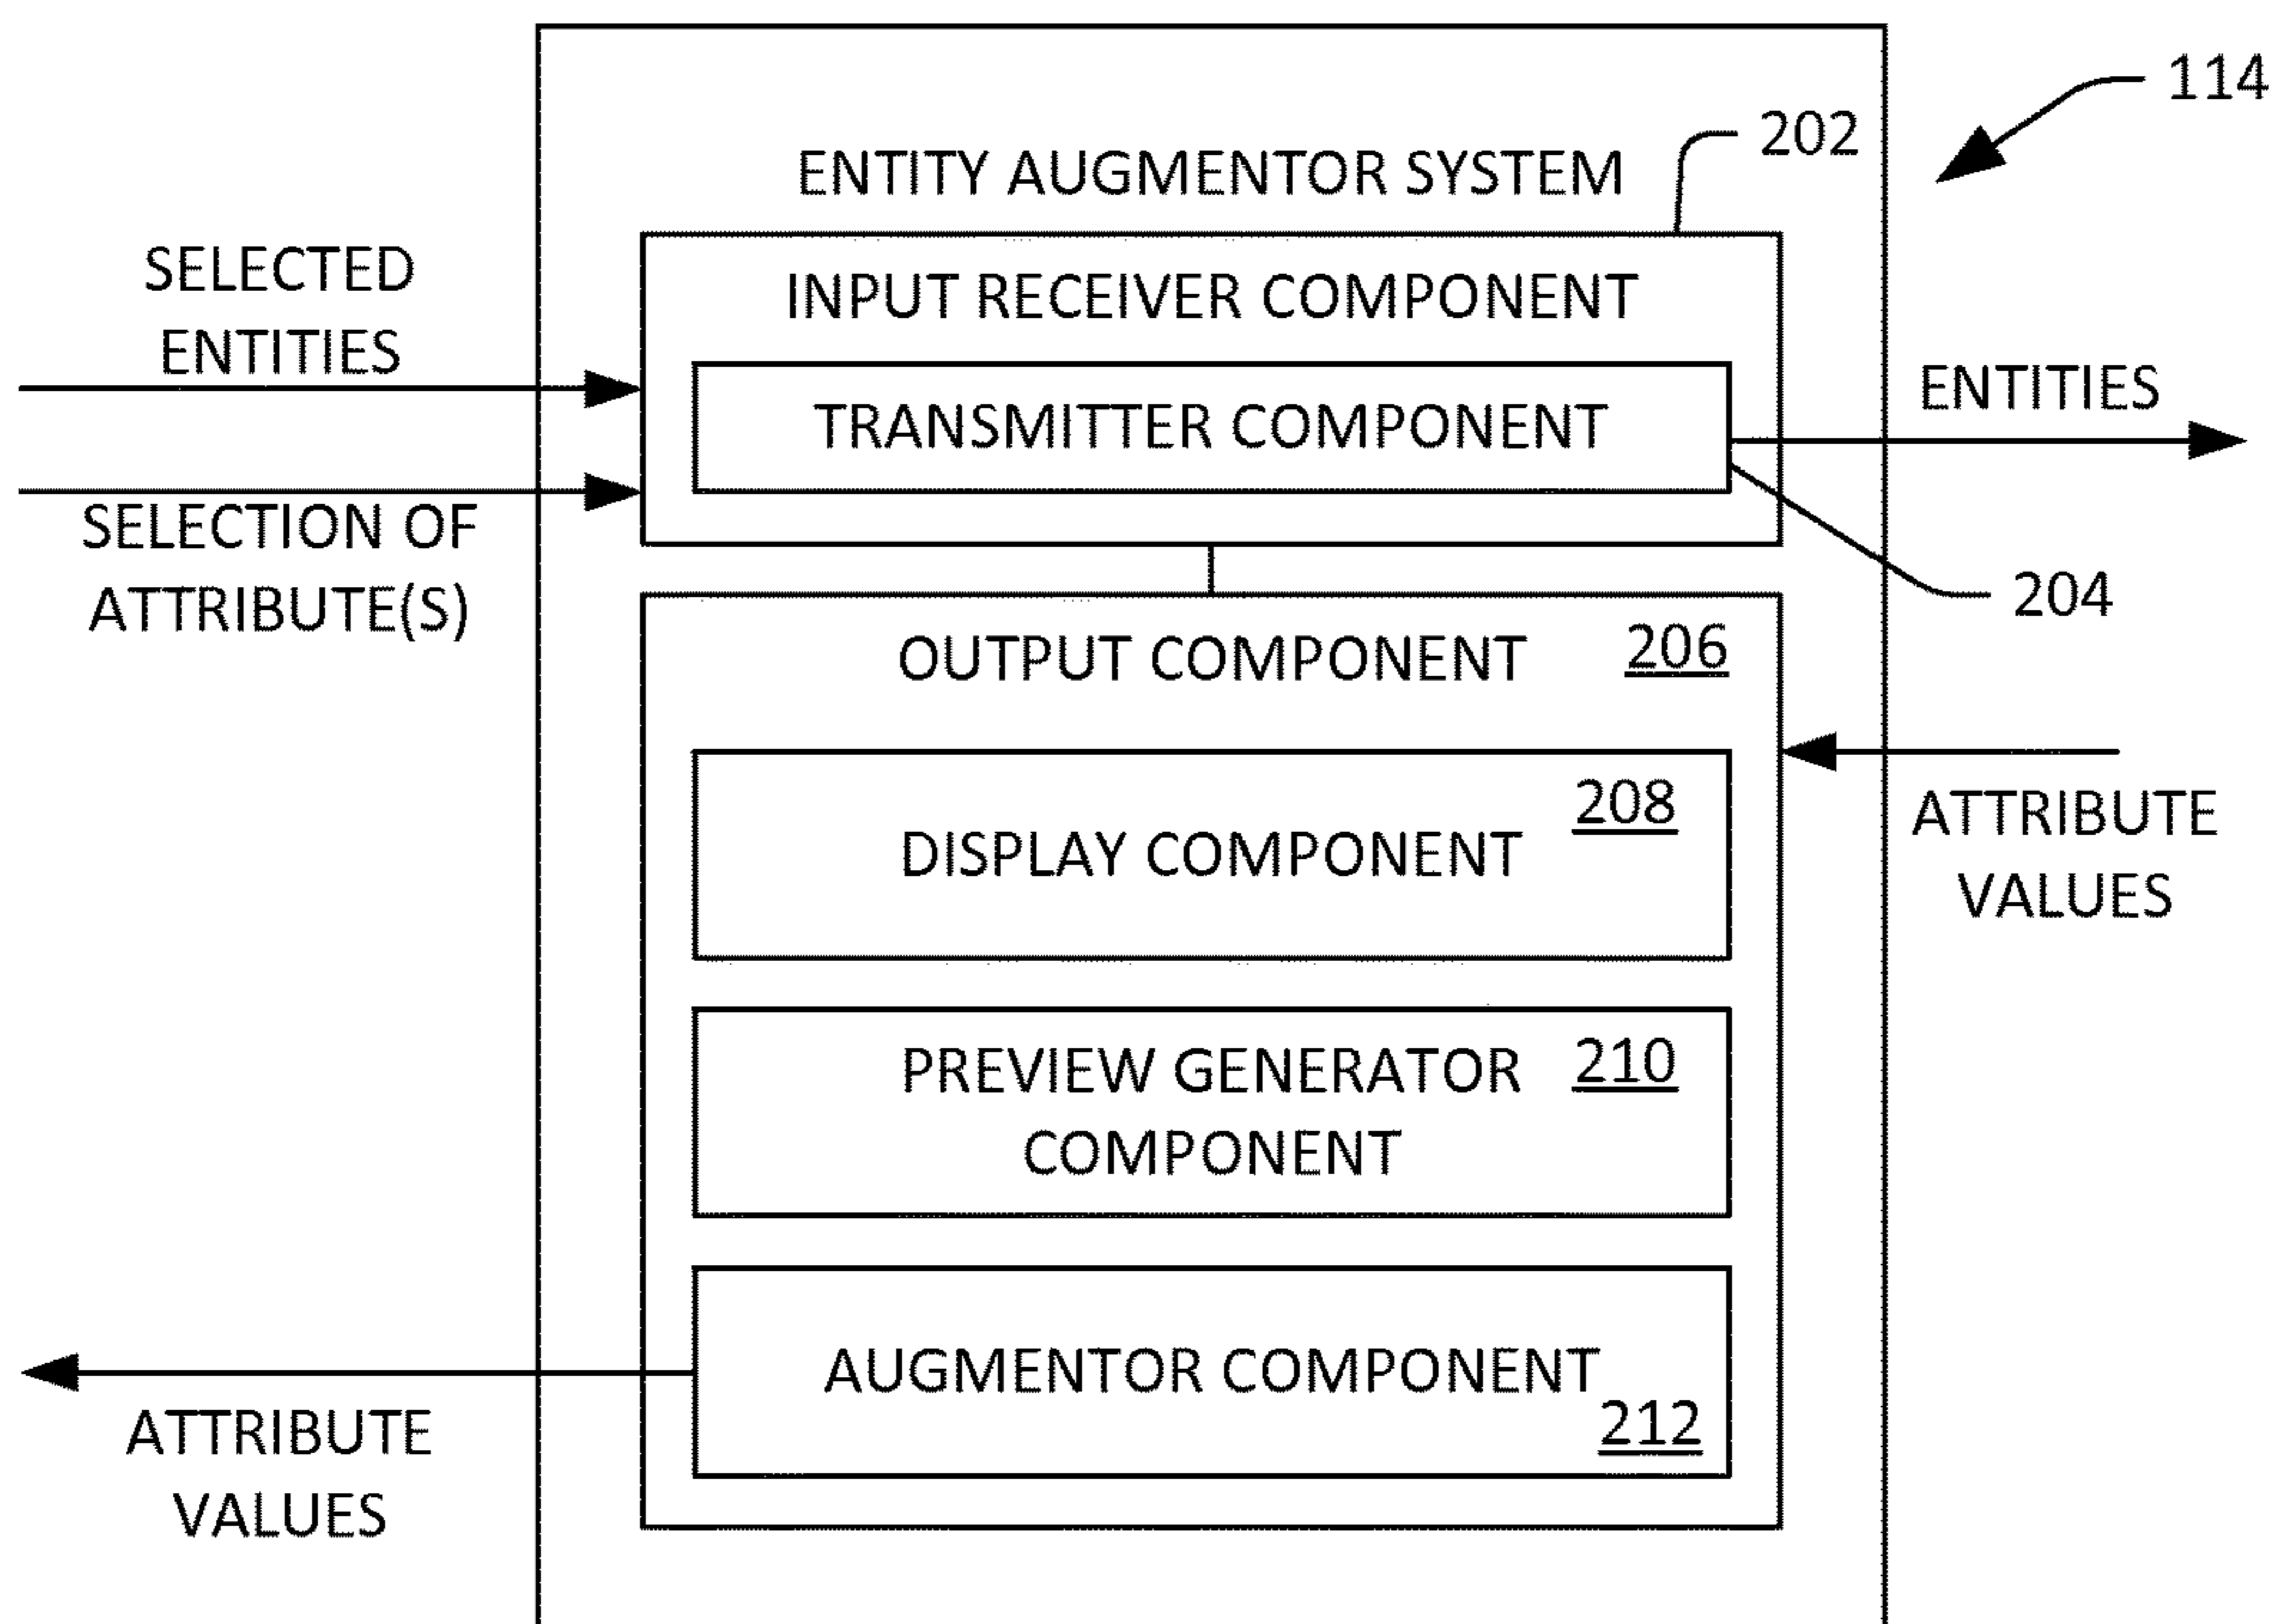 114
202
ENTITY AUGMENTOR SYSTEM
SELECTED
ENTITIES
INPUT RECEIVER COMPONENT
TRANSMITTER COMPONENT
ENTITIES
SELECTION OF
ATTRIBUTE(S)
204
OUTPUT COMPONENT 206
208
DISPLAY COMPONENT
ATTRIBUTE
VALUES
PREVIEW GENERATOR 210
COMPONENT
AUGMENTOR COMPONENT
212
ATTRIBUTE
VALUES